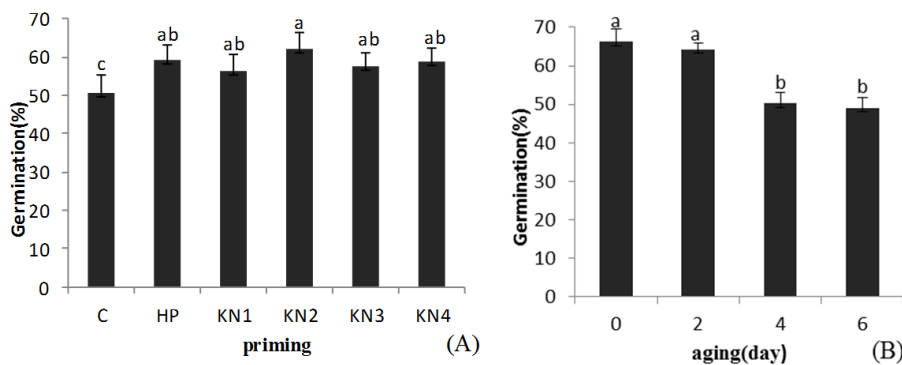 Germination(%)
70
60
50
40
30
20
10
0
c
ab
ab
a
ab
ab
C HP KN1 KN2 KN3 KN4
priming
(A)
Germination(%)
70
60
50
40
30
20
10
0
a
a
b
b
0 2 4 6
aging(day)
(B)